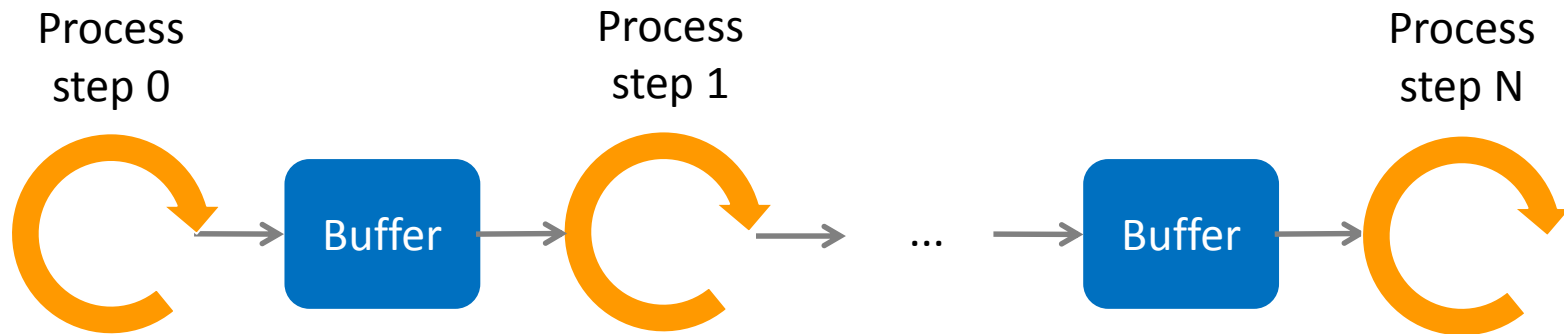 Process
step 0
Process
step 1
Process
step N
Buffer
...
Buffer